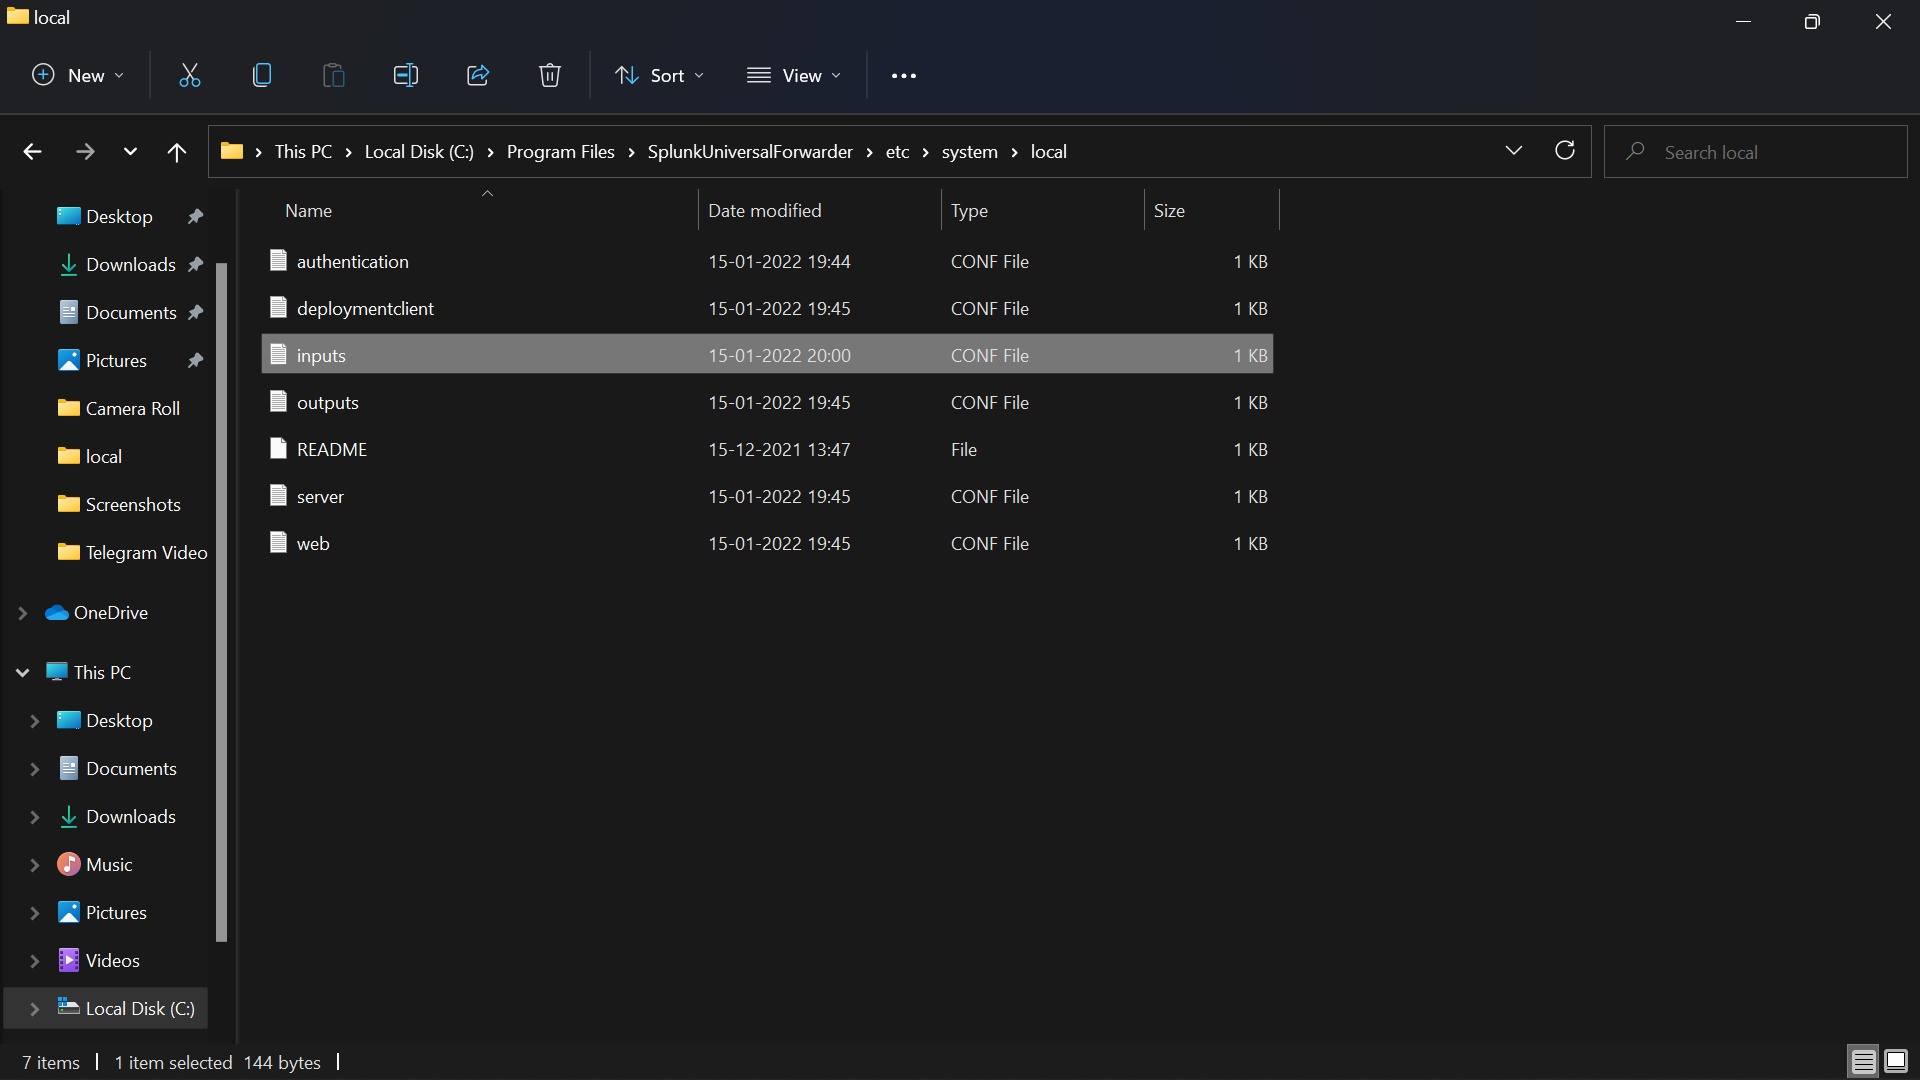 local
New
Sort
View
This PC
Local Disk (C:)
Program Files
SplunkUniversalForwarder
etc
system
local
Search local
Desktop
Downloads
Documents
Pictures
Camera Roll
local
Screenshots
Telegram Video
OneDrive
This PC
Desktop
Documents
Downloads
Music
Pictures
Videos
Local Disk (C:)
Name Date modified Type Size
authentication 15-01-2022 19:44 CONF File 1 KB
deploymentclient 15-01-2022 19:45 CONF File 1 KB
inputs 15-01-2022 20:00 CONF File 1 KB
outputs 15-01-2022 19:45 CONF File 1 KB
README 15-12-2021 13:47 File 1 KB
server 15-01-2022 19:45 CONF File 1 KB
web 15-01-2022 19:45 CONF File 1 KB
7 items 1 item selected 144 bytes